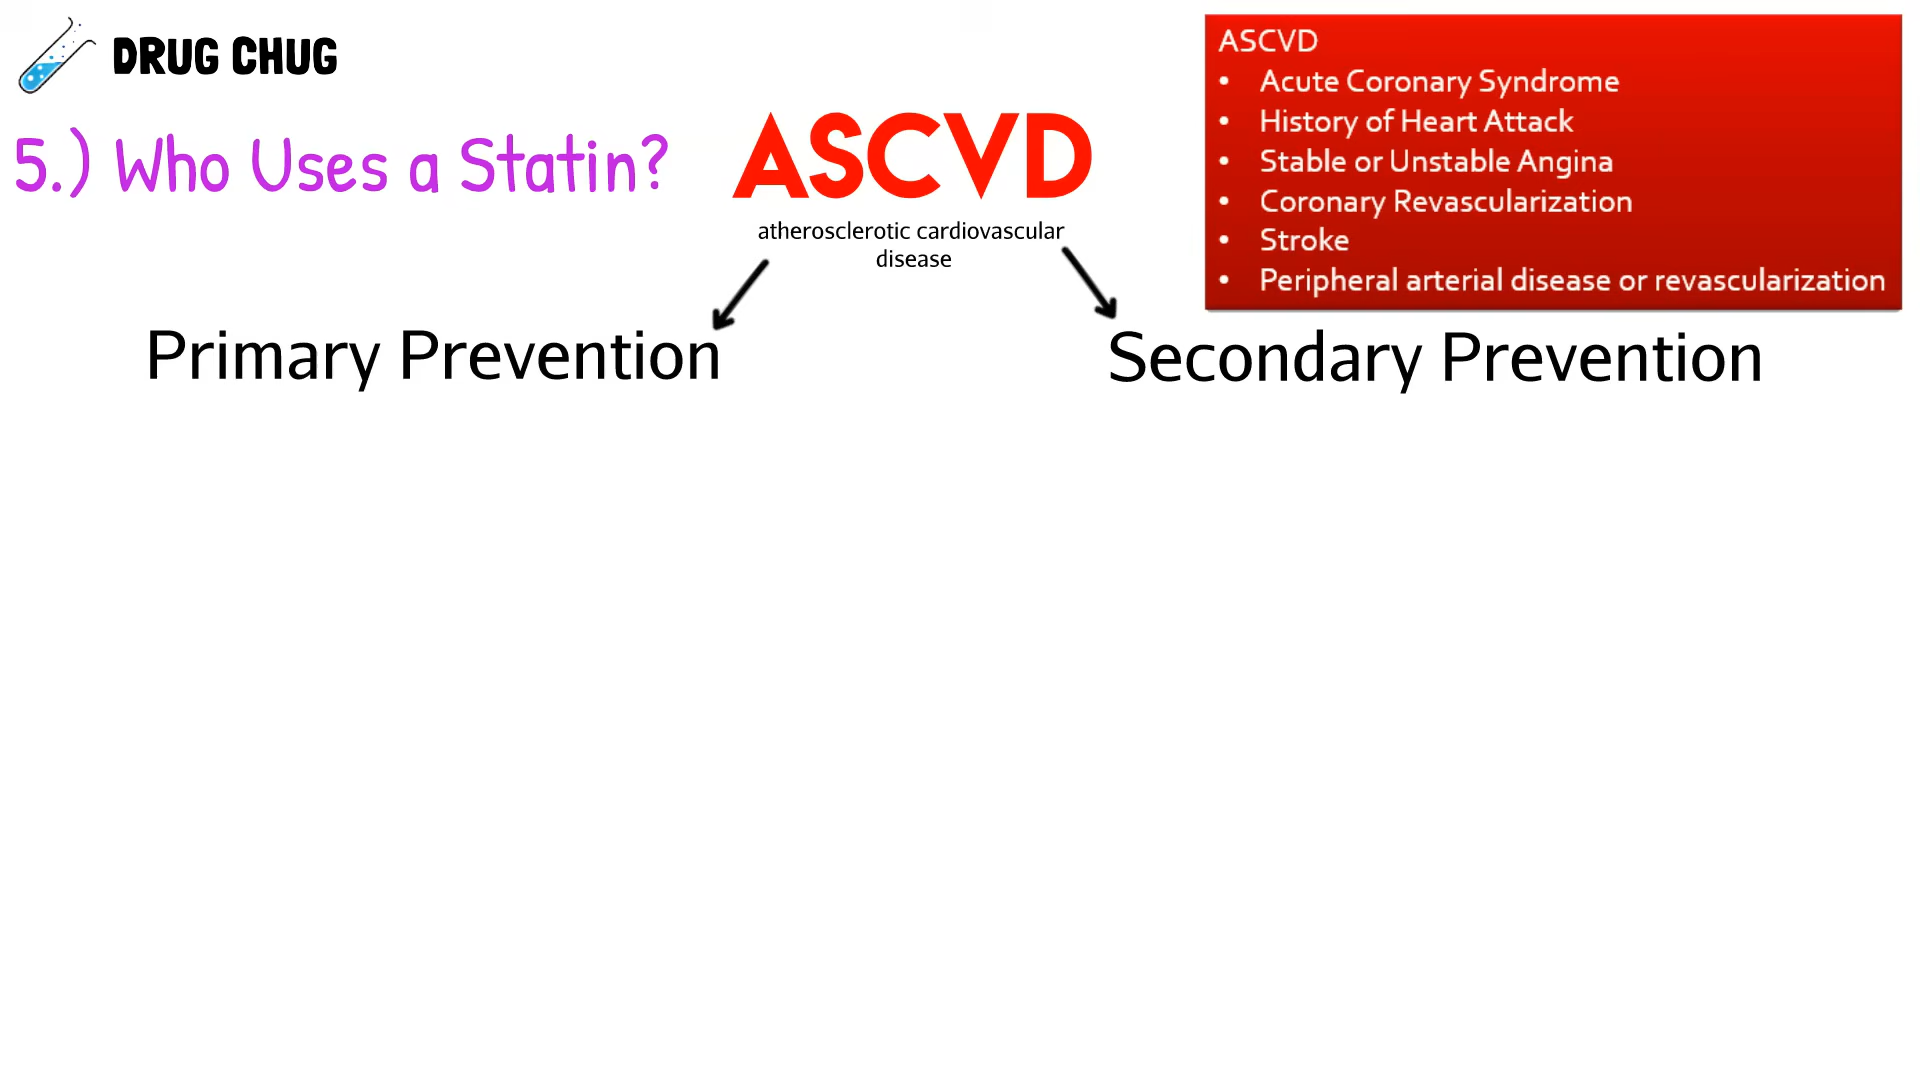 DRUG CHUG
5.) Who Uses a Statin?
ASCVD
atherosclerotic cardiovascular
disease
ASCVD
• Acute Coronary Syndrome
• History of Heart Attack
• Stable or Unstable Angina
• Coronary Revascularization
• Stroke
• Peripheral arterial disease or revascularization
Primary Prevention
Secondary Prevention